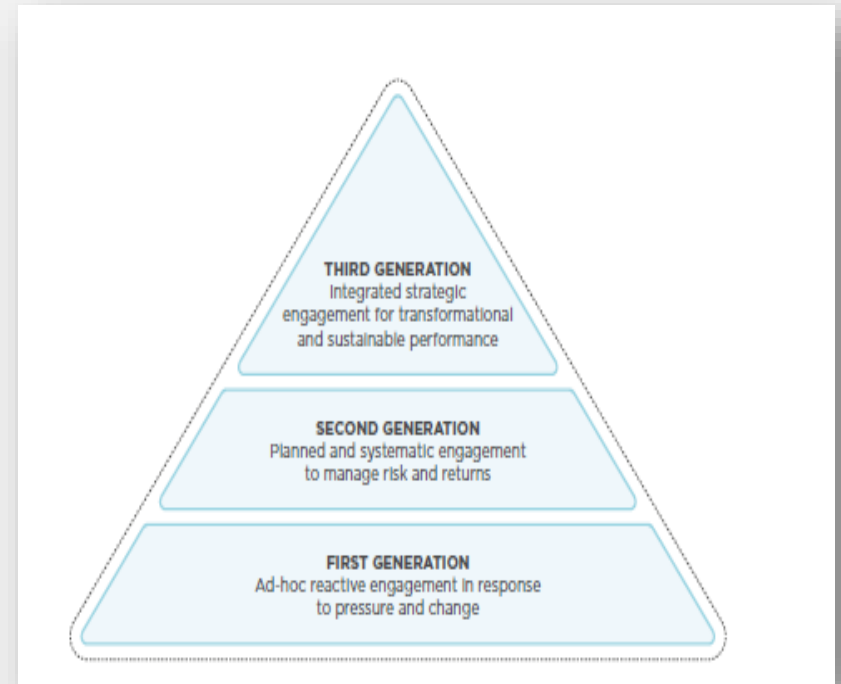 THIRD GENERATION
Integrated strategic
engagement for transformational
and sustainable performance
SECOND GENERATION
Planned and systematic engagement
to manage risk and returns
FIRST GENERATION
Ad-hoc reactive engagement in response
to pressure and change